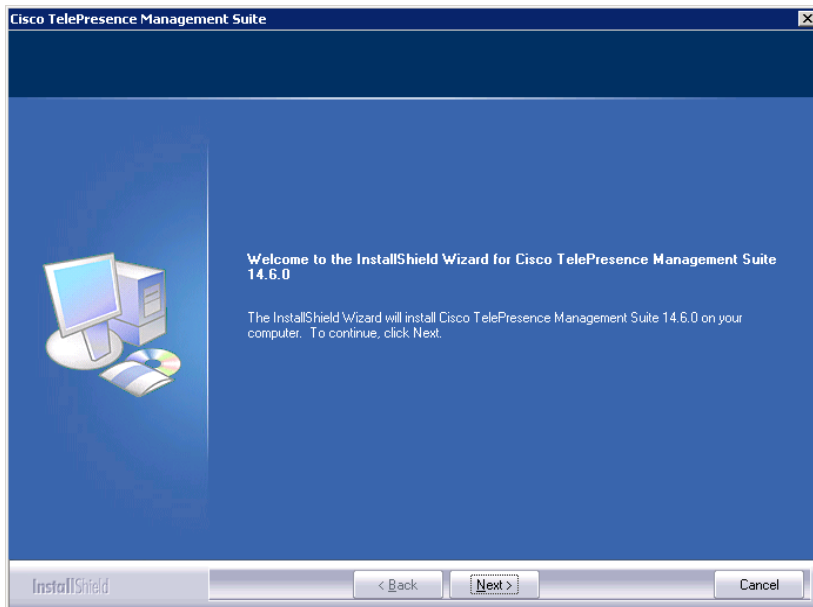 Cisco TelePresence Management Suite
Welcome to the InstallShield Wizard for Cisco TelePresence Management Suite
14.6.0
The InstallShield Wizard will install Cisco TelePresence Management Suite 14.6.0 on your
computer. To continue, click Next.
InstallShield
< Back
Next >
Cancel